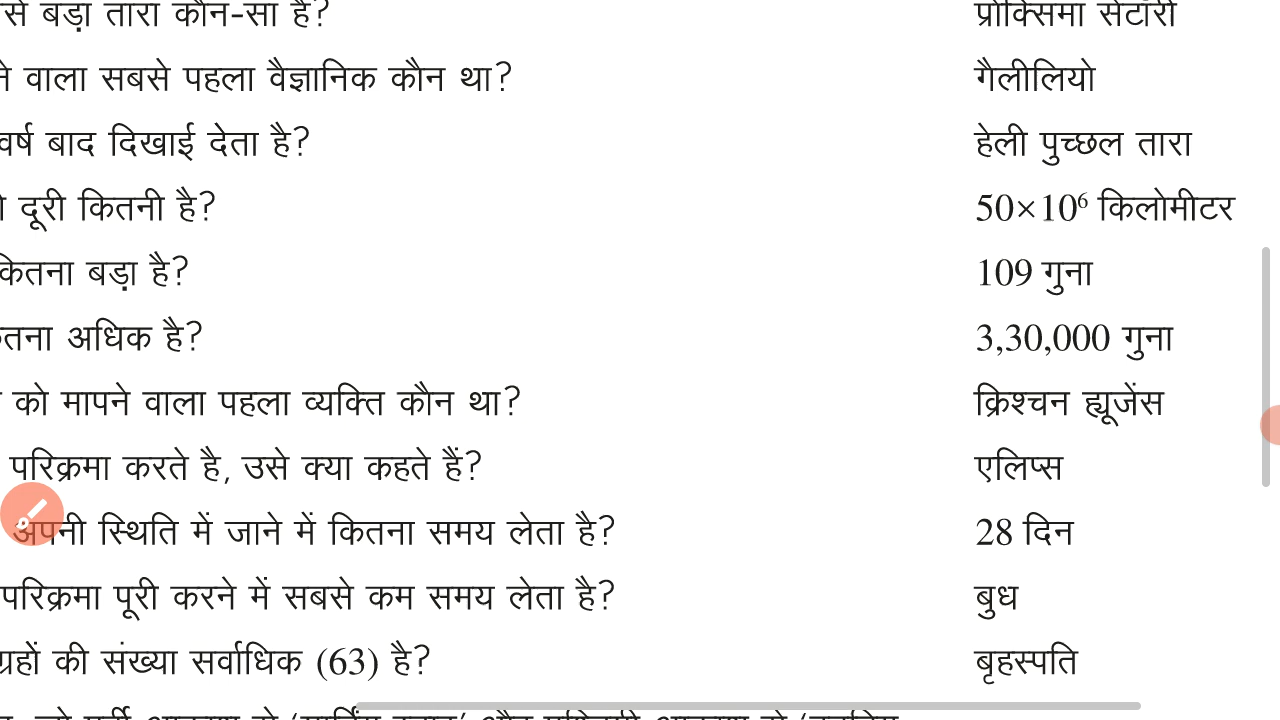 से बड़ा तारा कौन-सा है? प्रोक्सिमा सेंटॉरी
ने वाला सबसे पहला वैज्ञानिक कौन था? गैलीलियो
वर्ष बाद दिखाई देता है? हेली पुच्छल तारा
दूरी कितनी है? 50×10⁶ किलोमीटर
कितना बड़ा है? 109 गुना
तना अधिक है? 3,30,000 गुना
को मापने वाला पहला व्यक्ति कौन था? क्रिश्चन ह्यूजेंस
परिक्रमा करते है, उसे क्या कहते हैं? एलिप्स
अपनी स्थिति में जाने में कितना समय लेता है? 28 दिन
परिक्रमा पूरी करने में सबसे कम समय लेता है? बुध
ग्रहों की संख्या सर्वाधिक (63) है? बृहस्पति